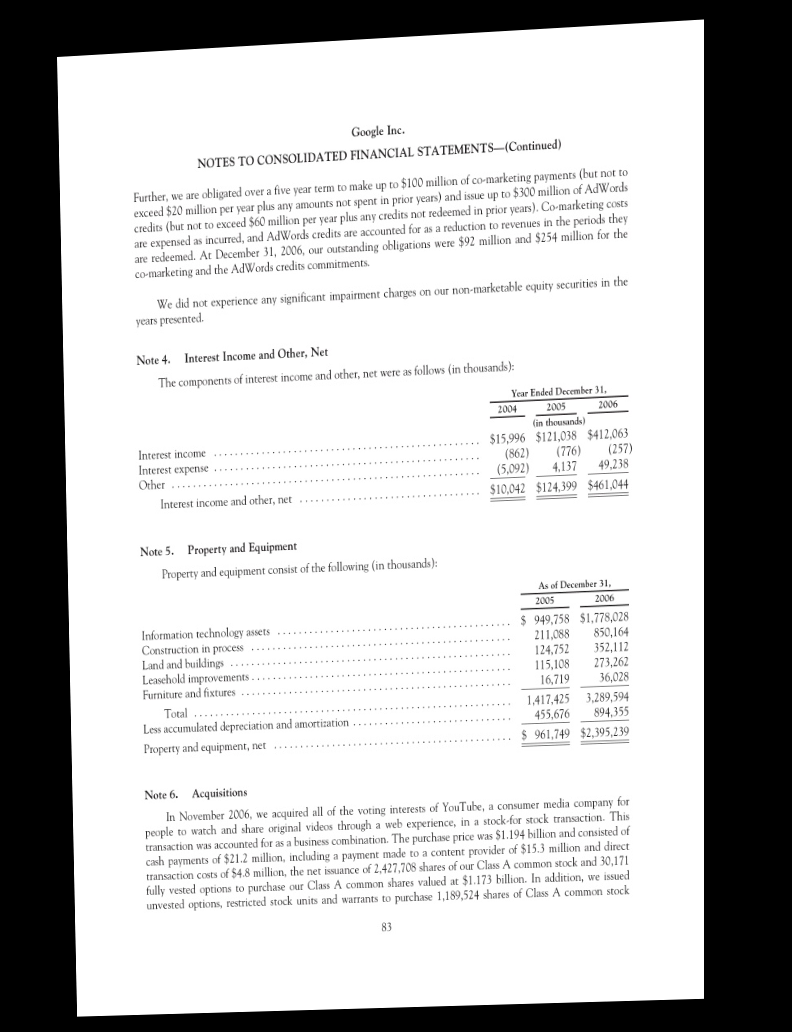 Google Inc.
NOTES TO CONSOLIDATED FINANCIAL STATEMENTS—(Continued)
Further, we are obligated over a five year term to make up to $100 million of co-marketing payments (but not to
exceed $20 million per year plus any amounts not spent in prior years) and issue up to $300 million of AdWords
credits (but not to exceed $60 million per year plus any credits not redeemed in prior years). Co-marketing costs
are expensed as incurred, and AdWords credits are accounted for as a reduction to revenues in the periods they
are redeemed. At December 31, 2006, our outstanding obligations were $92 million and $254 million for the
co-marketing and the AdWords credits commitments.
We did not experience any significant impairment charges on our non-marketable equity securities in the
years presented.
Note 4. Interest Income and Other, Net
The components of interest income and other, net were as follows (in thousands):
Year Ended December 31,
2004 2005 2006
(in thousands)
Interest income $15,996 $121,038 $412,063
Interest expense (862) (776) (257)
Other (5,092) 4,137 49,238
Interest income and other, net $10,042 $124,399 $461,044
Note 5. Property and Equipment
Property and equipment consist of the following (in thousands):
As of December 31,
2005 2006
Information technology assets $ 949,758 $1,778,028
Construction in process 211,088 850,164
Land and buildings 124,752 352,112
Leasehold improvements 115,108 273,262
Furniture and fixtures 16,719 36,028
Total 1,417,425 3,289,594
Less accumulated depreciation and amortization 455,676 894,355
Property and equipment, net $ 961,749 $2,395,239
Note 6. Acquisitions
In November 2006, we acquired all of the voting interests of YouTube, a consumer media company for
people to watch and share original videos through a web experience, in a stock-for stock transaction. This
transaction was accounted for as a business combination. The purchase price was $1.194 billion and consisted of
cash payments of $21.2 million, including a payment made to a content provider of $15.3 million and direct
transaction costs of $4.8 million, the net issuance of 2,427,708 shares of our Class A common stock and 30,171
fully vested options to purchase our Class A common shares valued at $1.173 billion. In addition, we issued
unvested options, restricted stock units and warrants to purchase 1,189,524 shares of Class A common stock
83